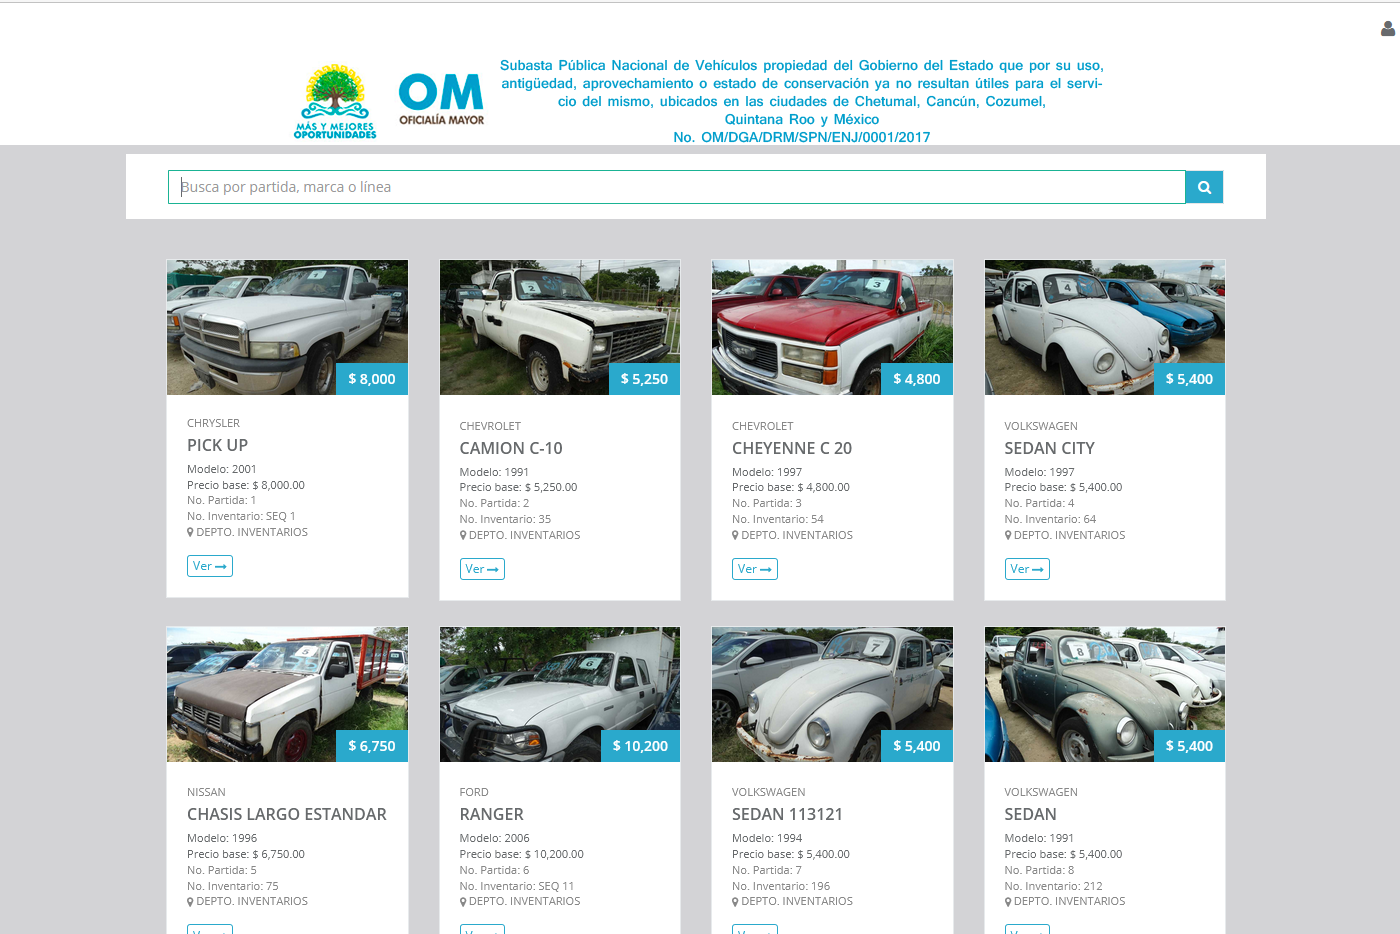 Subasta Pública Nacional de Vehículos propiedad del Gobierno del Estado que por su uso,
antigüedad, aprovechamiento o estado de conservación ya no resultan útiles para el servi-
cio del mismo, ubicados en las ciudades de Chetumal, Cancún, Cozumel,
Quintana Roo y México
No. OM/DGA/DRM/SPN/ENJ/0001/2017
MÁS Y MEJORES
OPORTUNIDADES
OM
OFICIALÍA MAYOR
Busca por partida, marca o línea
1
$ 8,000
CHRYSLER
PICK UP
Modelo: 2001
Precio base: $ 8,000.00
No. Partida: 1
No. Inventario: SEQ 1
DEPTO. INVENTARIOS
Ver
2
$ 5,250
CHEVROLET
CAMION C-10
Modelo: 1991
Precio base: $ 5,250.00
No. Partida: 2
No. Inventario: 35
DEPTO. INVENTARIOS
Ver
54
3
$ 4,800
CHEVROLET
CHEYENNE C 20
Modelo: 1997
Precio base: $ 4,800.00
No. Partida: 3
No. Inventario: 54
DEPTO. INVENTARIOS
Ver
4
$ 5,400
VOLKSWAGEN
SEDAN CITY
Modelo: 1997
Precio base: $ 5,400.00
No. Partida: 4
No. Inventario: 64
DEPTO. INVENTARIOS
Ver
5
$ 6,750
NISSAN
CHASIS LARGO ESTANDAR
Modelo: 1996
Precio base: $ 6,750.00
No. Partida: 5
No. Inventario: 75
DEPTO. INVENTARIOS
6
$ 10,200
FORD
RANGER
Modelo: 2006
Precio base: $ 10,200.00
No. Partida: 6
No. Inventario: SEQ 11
DEPTO. INVENTARIOS
7
$ 5,400
VOLKSWAGEN
SEDAN 113121
Modelo: 1994
Precio base: $ 5,400.00
No. Partida: 7
No. Inventario: 196
DEPTO. INVENTARIOS
8
$ 5,400
VOLKSWAGEN
SEDAN
Modelo: 1991
Precio base: $ 5,400.00
No. Partida: 8
No. Inventario: 212
DEPTO. INVENTARIOS